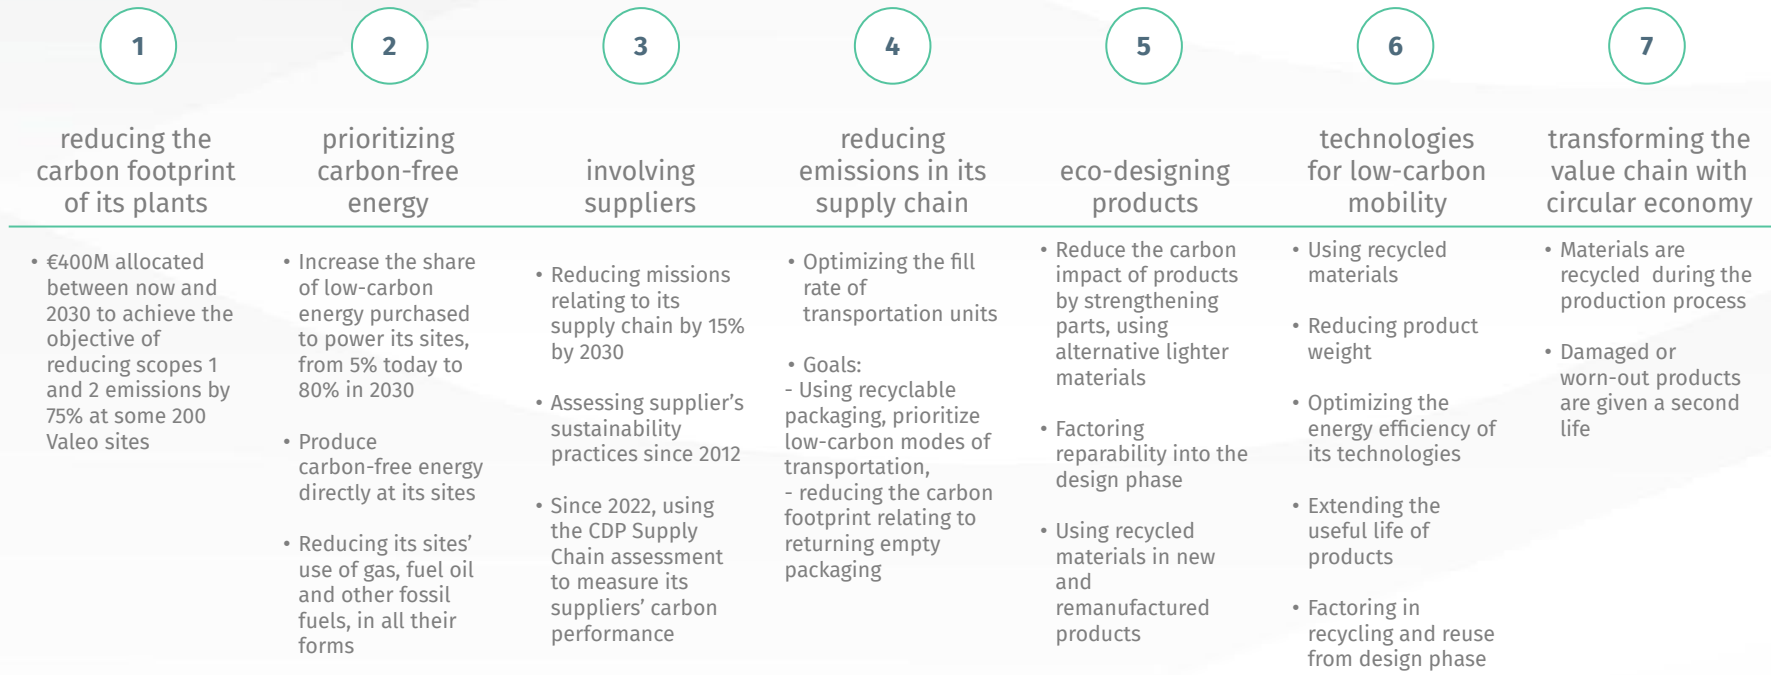 1
reducing the
carbon footprint
of its plants
• €400M allocated
between now and
2030 to achieve the
objective of
reducing scopes 1
and 2 emissions by
75% at some 200
Valeo sites
2
prioritizing
carbon-free
energy
• Increase the share
of low-carbon
energy purchased
to power its sites,
from 5% today to
80% in 2030
• Produce
carbon-free energy
directly at its sites
• Reducing its sites’
use of gas, fuel oil
and other fossil
fuels, in all their
forms
3
involving
suppliers
• Reducing missions
relating to its
supply chain by 15%
by 2030
• Assessing supplier’s
sustainability
practices since 2012
• Since 2022, using
the CDP Supply
Chain assessment
to measure its
suppliers’ carbon
performance
4
reducing
emissions in its
supply chain
• Optimizing the fill
rate of
transportation units
• Goals:
- Using recyclable
packaging, prioritize
low-carbon modes of
transportation,
- reducing the carbon
footprint relating to
returning empty
packaging
5
eco-designing
products
• Reduce the carbon
impact of products
by strengthening
parts, using
alternative lighter
materials
• Factoring
reparability into the
design phase
• Using recycled
materials in new
and
remanufactured
products
6
technologies
for low-carbon
mobility
• Using recycled
materials
• Reducing product
weight
• Optimizing the
energy efficiency of
its technologies
• Extending the
useful life of
products
• Factoring in
recycling and reuse
from design phase
7
transforming the
value chain with
circular economy
• Materials are
recycled during the
production process
• Damaged or
worn-out products
are given a second
life